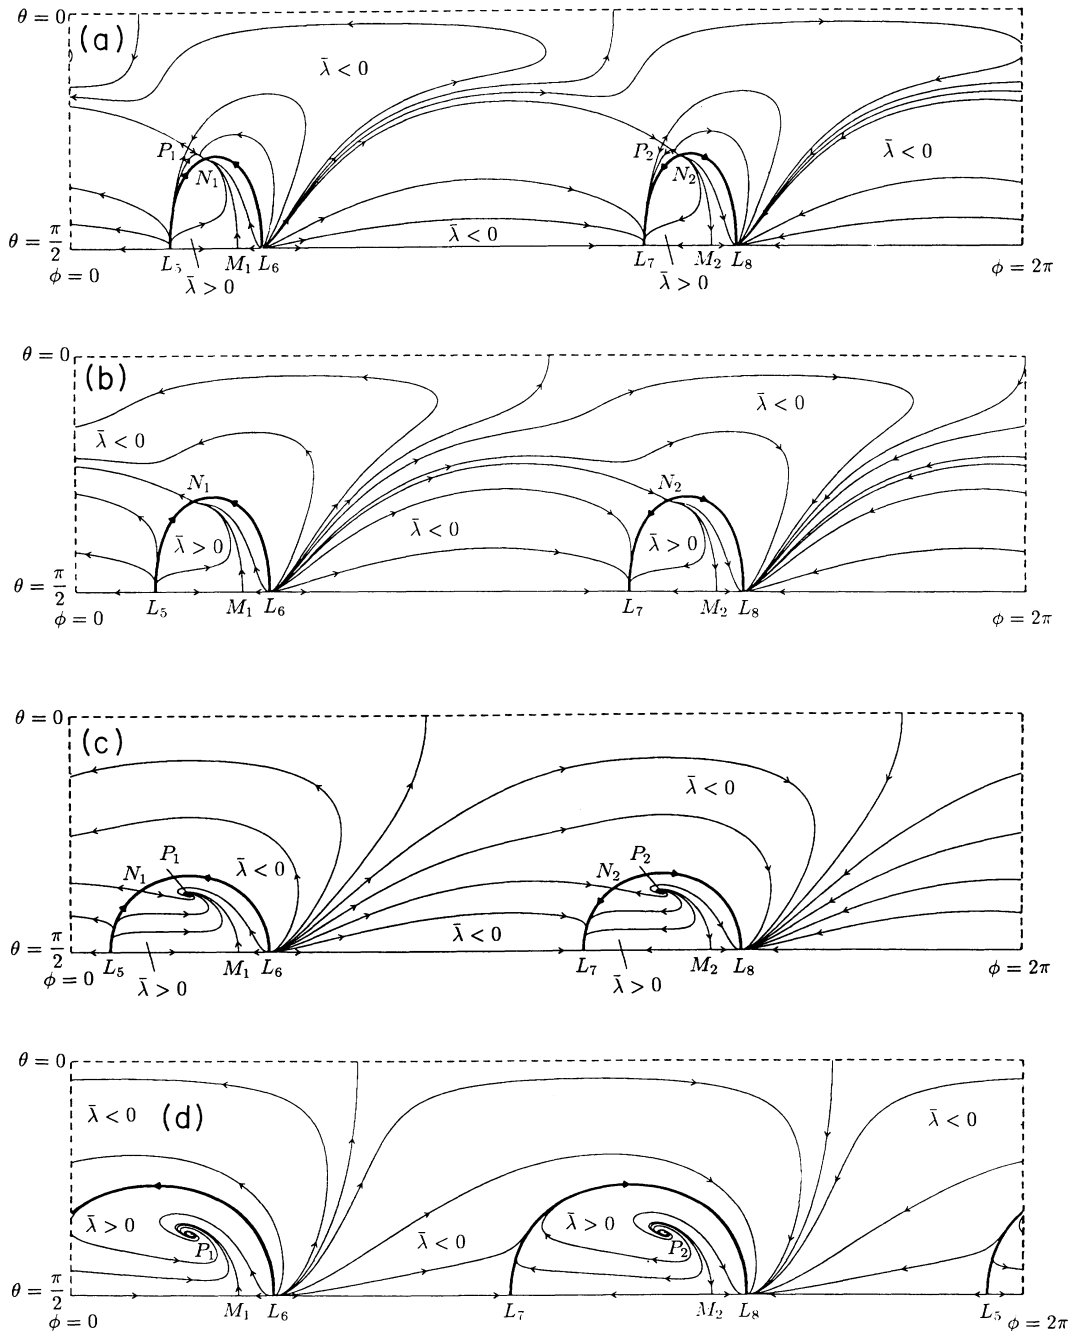 θ = 0
(a)
λ̄ < 0
P₁
N₁
P₂
N₂
λ̄ < 0
λ̄ < 0
θ = π/2
L₅
M₁
L₆
L₇
M₂
L₈
φ = 0
λ̄ > 0
λ̄ > 0
φ = 2π
θ = 0
(b)
λ̄ < 0
λ̄ < 0
N₁
N₂
λ̄ < 0
λ̄ > 0
λ̄ > 0
θ = π/2
L₅
M₁
L₆
L₇
M₂
L₈
φ = 0
φ = 2π
θ = 0
(c)
λ̄ < 0
P₁
P₂
N₁
λ̄ < 0
N₂
λ̄ < 0
θ = π/2
L₅
M₁
L₆
L₇
M₂
L₈
φ = 0
λ̄ > 0
λ̄ > 0
φ = 2π
θ = 0
λ̄ < 0
(d)
λ̄ < 0
λ̄ > 0
P₁
λ̄ < 0
λ̄ > 0
P₂
θ = π/2
M₁
L₆
L₇
M₂
L₈
L₅
φ = 0
φ = 2π